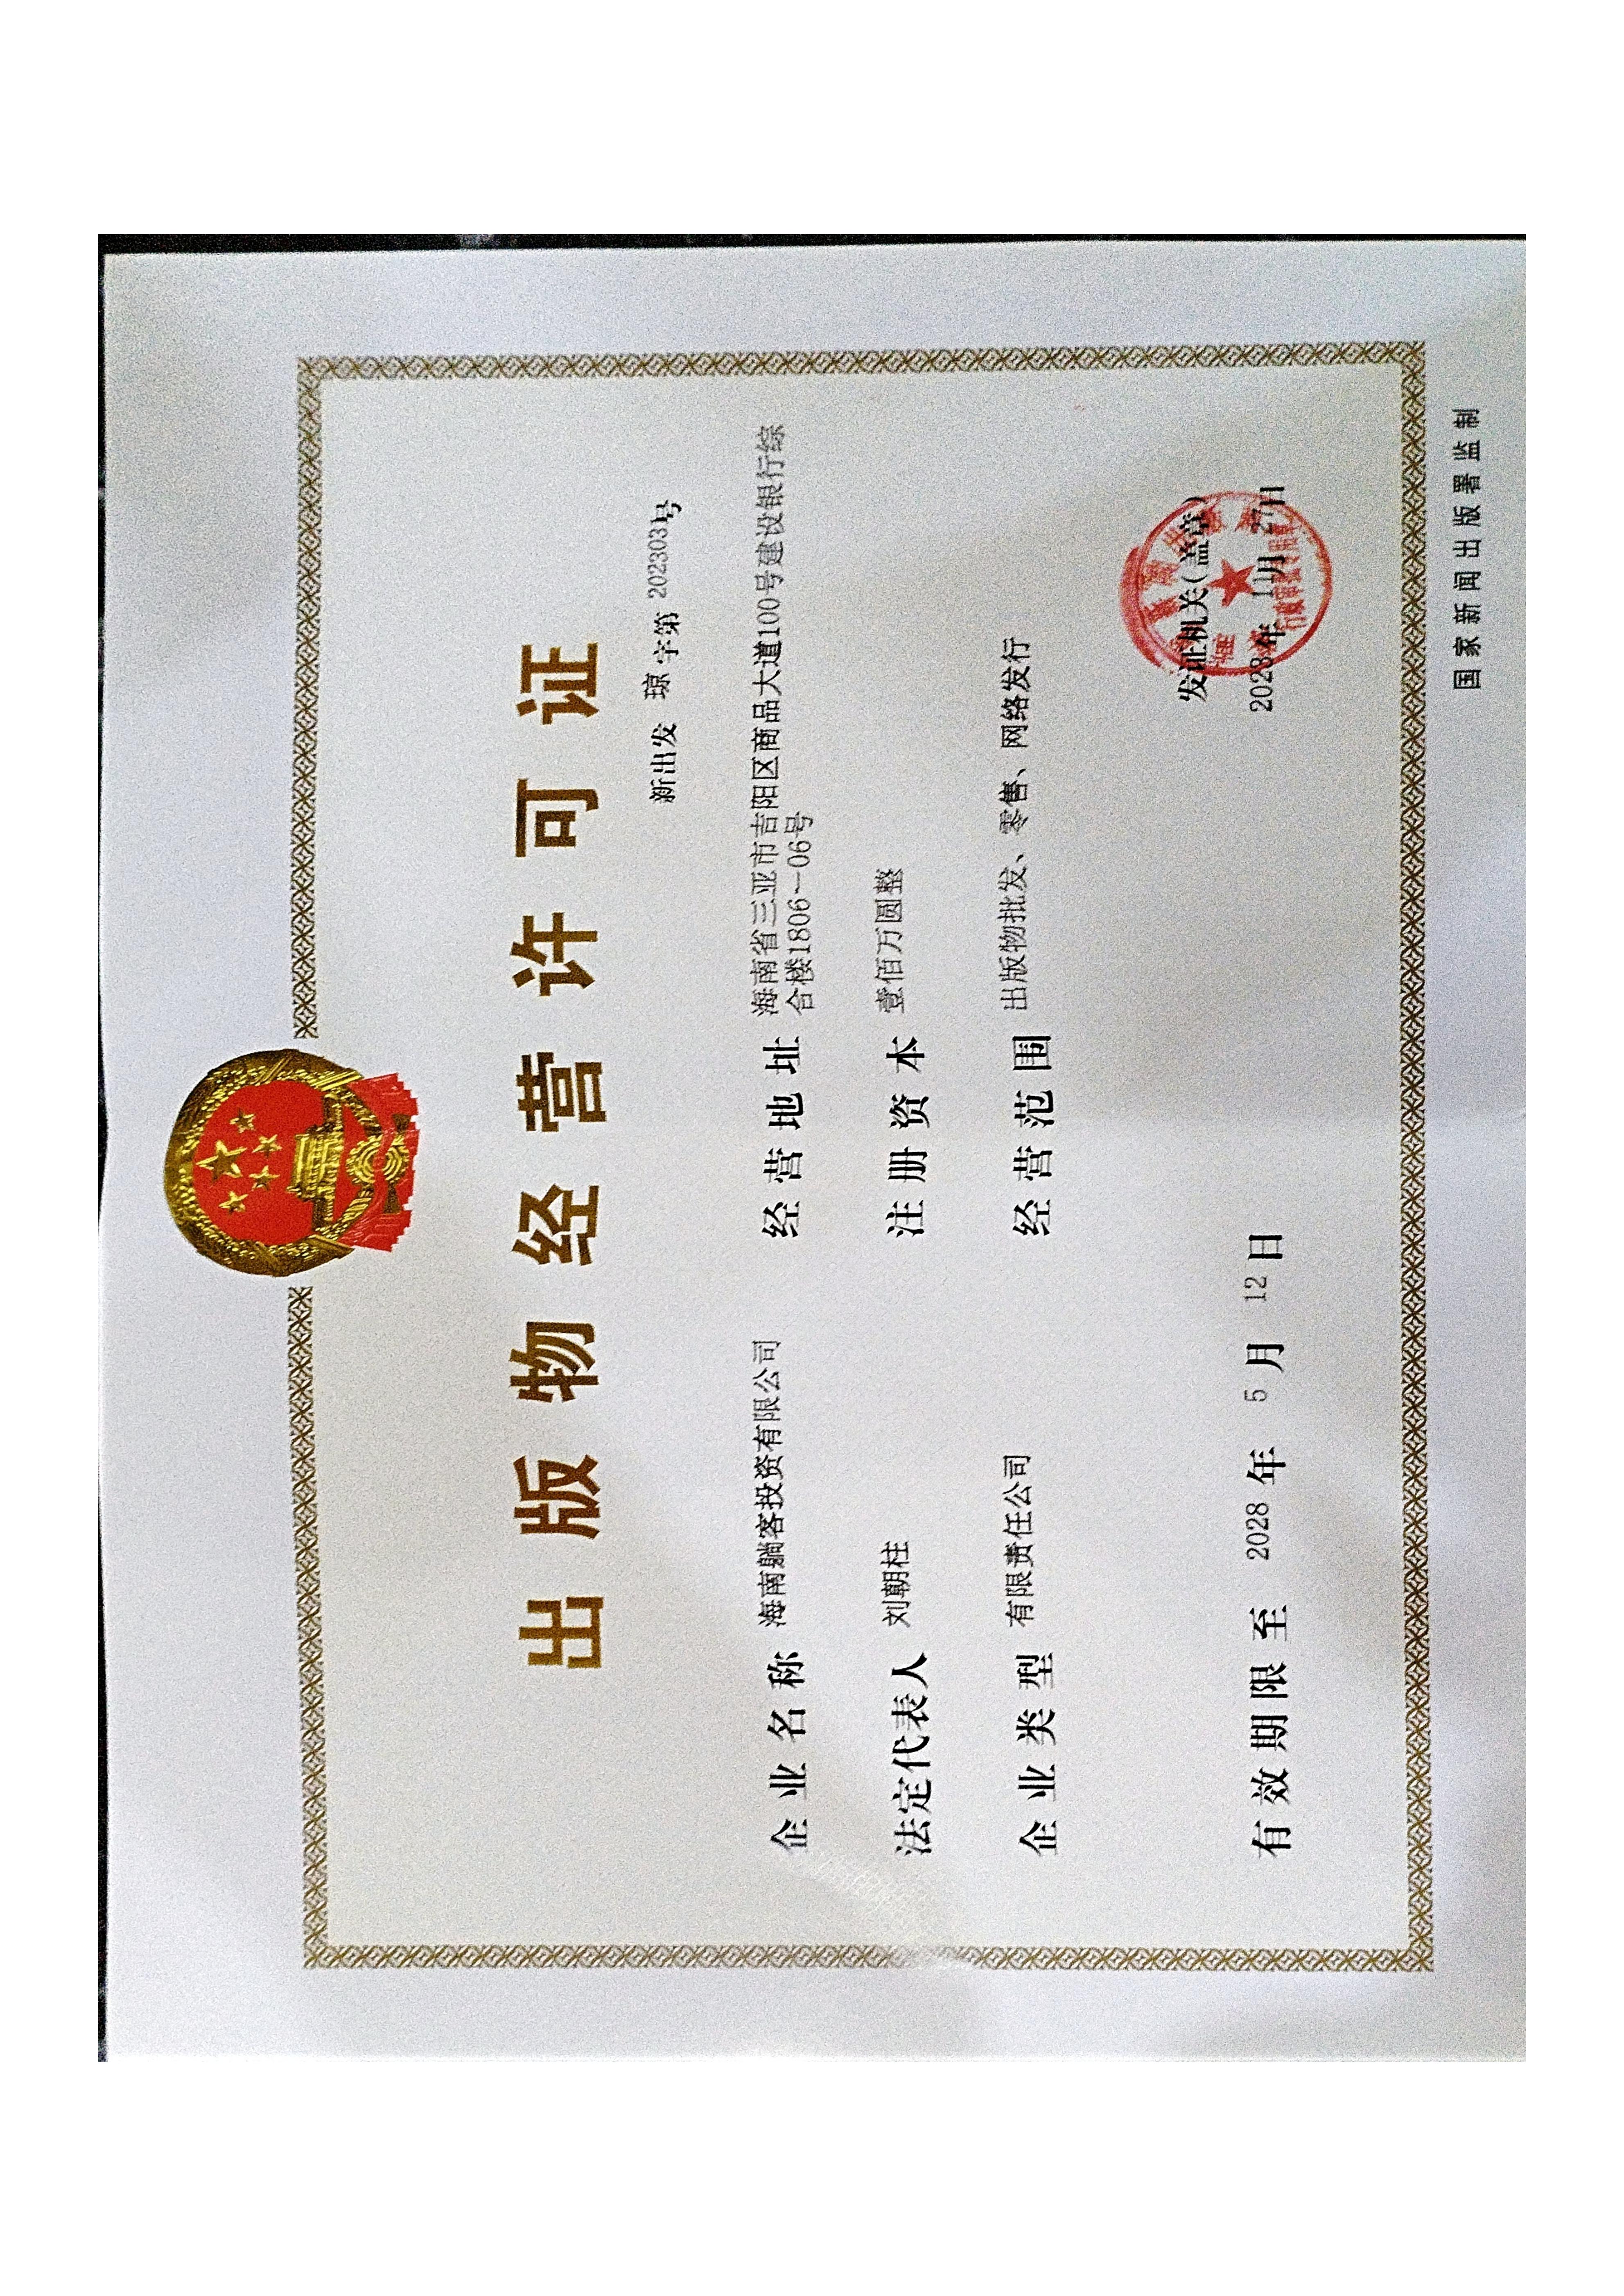 出版物经营许可证
新出发 琼 字第 202303号
企业名称 海南躺客投资有限公司
经营地址 海南省三亚市吉阳区商品大道100号建设银行综
合楼1806—06号
法定代表人 刘朝柱
注册资本 壹佰万圆整
企业类型 有限责任公司
经营范围 出版物批发、零售、网络发行
发证机关(盖章)
有效期限至 2028 年 5 月 12 日
2023年 11月 27日
国家新闻出版署监制